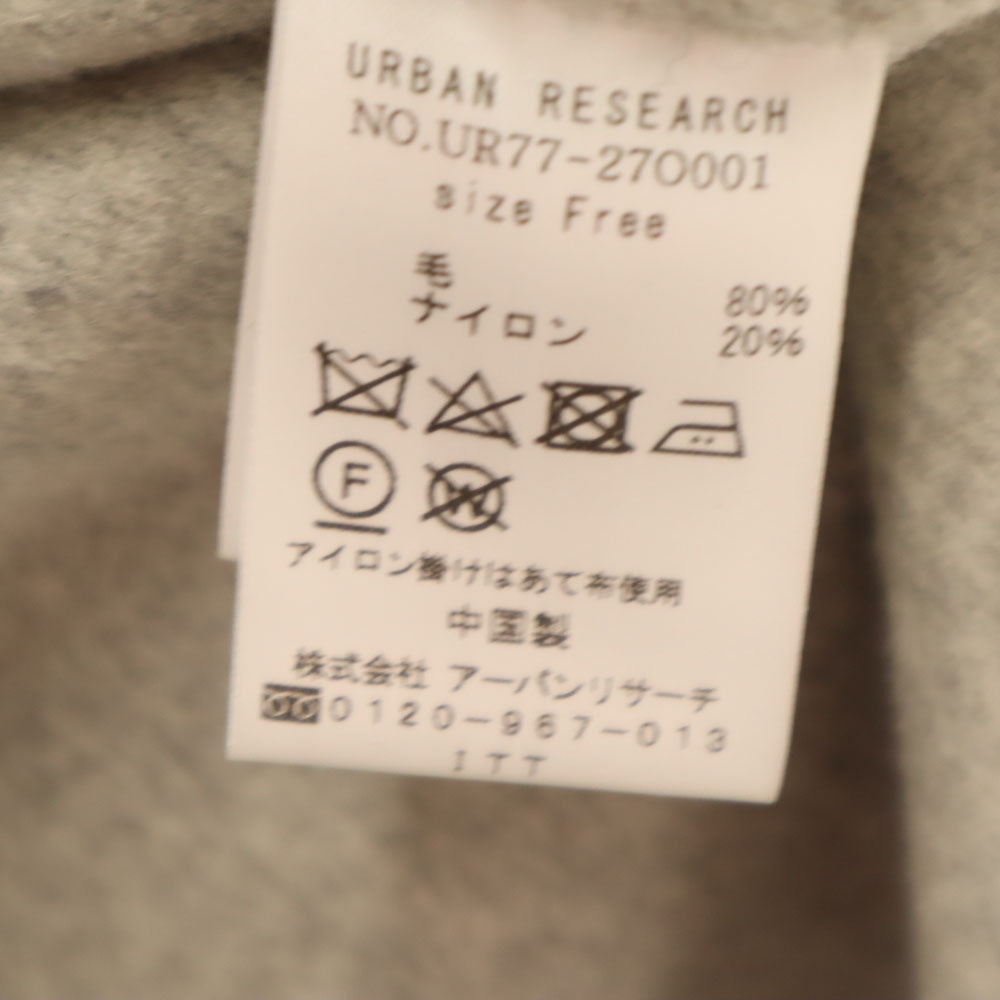 URBAN RESEARCH
NO.UR77-27O001
size Free
毛 80%
ナイロン 20%
F W
アイロン掛けはあて布使用
中国製
株式会社 アーバンリサーチ
0120-967-013
ITT